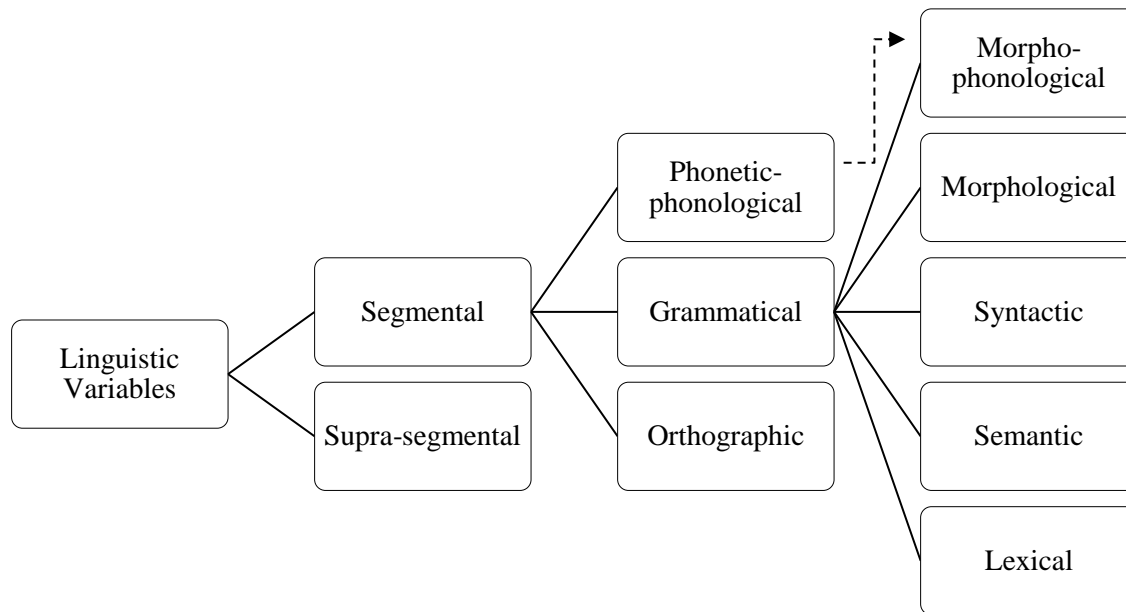 Linguistic
Variables
Segmental
Supra-segmental
Phonetic-
phonological
Grammatical
Orthographic
Morpho-
phonological
Morphological
Syntactic
Semantic
Lexical